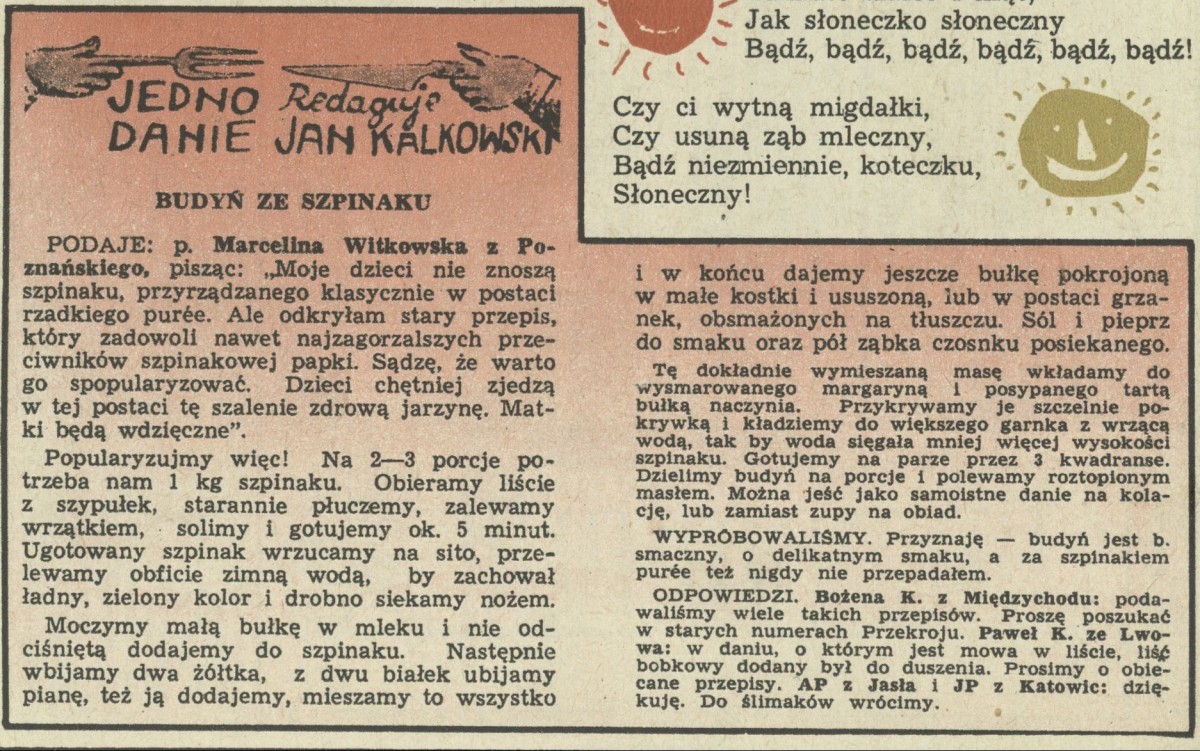 Jak słoneczko słoneczny
Bądź, bądź, bądź, bądź, bądź, bądź!
Czy ci wytną migdałki,
Czy usuną ząb mleczny,
Bądź niezmiennie, koteczku,
Słoneczny!
JEDNO DANIE
Redaguje
JAN KALKOWSKI
BUDYŃ ZE SZPINAKU
PODAJE: p. Marcelina Witkowska z Po-
znańskiego, pisząc: „Moje dzieci nie znoszą
szpinaku, przyrządzanego klasycznie w postaci
rzadkiego purée. Ale odkryłam stary przepis,
który zadowoli nawet najzagorzalszych prze-
ciwników szpinakowej papki. Sądzę, że warto
go spopularyzować. Dzieci chętniej zjedzą
w tej postaci tę szalenie zdrową jarzynę. Mat-
ki będą wdzięczne”.
Popularyzujmy więc! Na 2—3 porcje po-
trzeba nam 1 kg szpinaku. Obieramy liście
z szypułek, starannie płuczemy, zalewamy
wrzątkiem, solimy i gotujemy ok. 5 minut.
Ugotowany szpinak wrzucamy na sito, prze-
lewamy obficie zimną wodą, by zachował
ładny, zielony kolor i drobno siekamy nożem.
Moczymy małą bułkę w mleku i nie od-
ciśniętą dodajemy do szpinaku. Następnie
wbijamy dwa żółtka, z dwu białek ubijamy
pianę, też ją dodajemy, mieszamy to wszystko
i w końcu dajemy jeszcze bułkę pokrojoną
w małe kostki i ususzoną, lub w postaci grza-
nek, obsmażonych na tłuszczu. Sól i pieprz
do smaku oraz pół ząbka czosnku posiekanego.
Tę dokładnie wymieszaną masę wkładamy do
wysmarowanego margaryną i posypanego tartą
bułką naczynia. Przykrywamy je szczelnie po-
krywką i kładziemy do większego garnka z wrzącą
wodą, tak by woda sięgała mniej więcej wysokości
szpinaku. Gotujemy na parze przez 3 kwadranse.
Dzielimy budyń na porcje i polewamy roztopionym
masłem. Można jeść jako samoistne danie na kola-
cję, lub zamiast zupy na obiad.
WYPRÓBOWALIŚMY. Przyznaję — budyń jest b.
smaczny, o delikatnym smaku, a za szpinakiem
purée też nigdy nie przepadałem.
ODPOWIEDZI. Bożena K. z Międzychodu: poda-
waliśmy wiele takich przepisów. Proszę poszukać
w starych numerach Przekroju. Paweł K. ze Lwo-
wa: w daniu, o którym jest mowa w liście, liść
bobkowy dodany był do duszenia. Prosimy o obie-
cane przepisy. AP z Jasła i JP z Katowic: dzię-
kuję. Do ślimaków wrócimy.